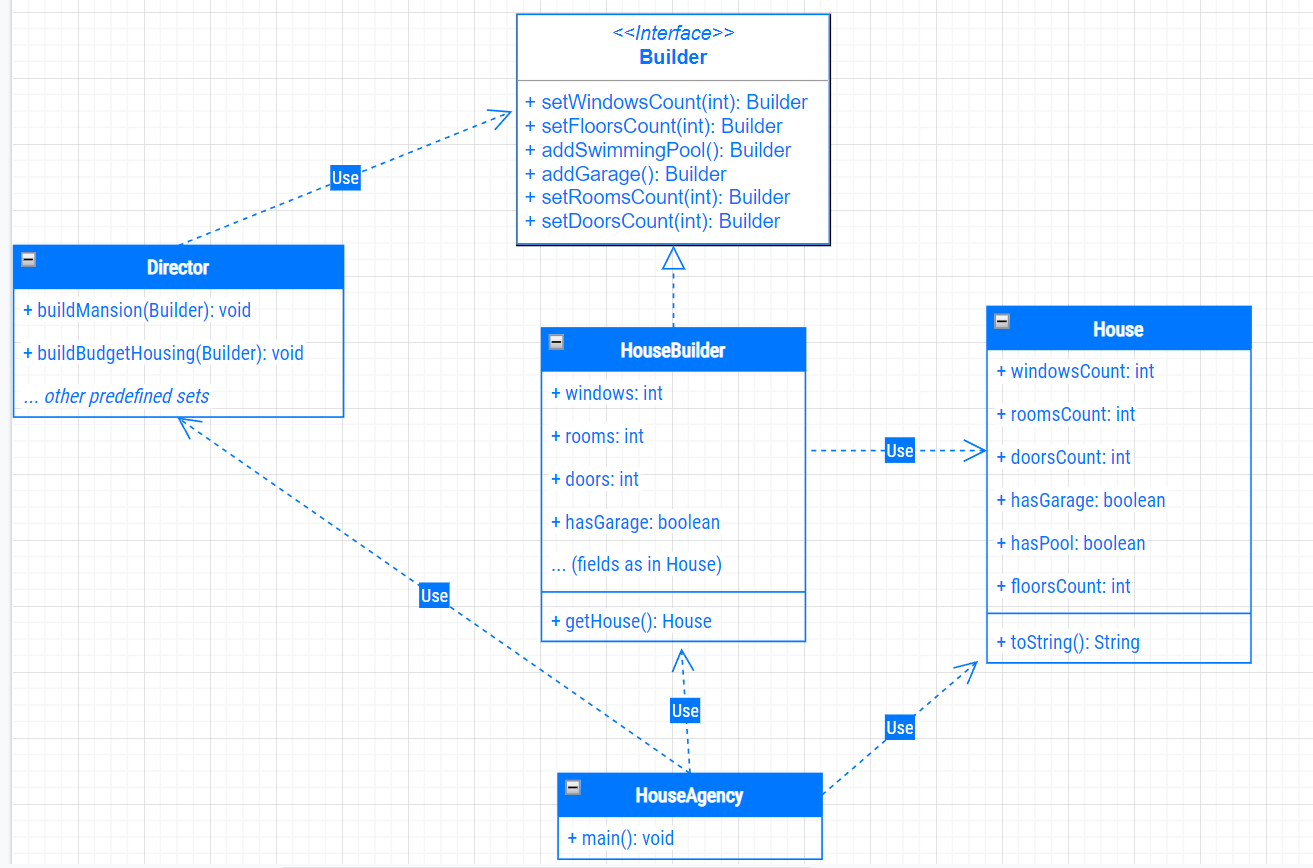 <<Interface>>
Builder
+ setWindowsCount(int): Builder
+ setFloorsCount(int): Builder
+ addSwimmingPool(): Builder
+ addGarage(): Builder
+ setRoomsCount(int): Builder
+ setDoorsCount(int): Builder
Use
Director
+ buildMansion(Builder): void
+ buildBudgetHousing(Builder): void
... other predefined sets
HouseBuilder
+ windows: int
+ rooms: int
+ doors: int
+ hasGarage: boolean
... (fields as in House)
+ getHouse(): House
Use
House
+ windowsCount: int
+ roomsCount: int
+ doorsCount: int
+ hasGarage: boolean
+ hasPool: boolean
+ floorsCount: int
+ toString(): String
Use
Use
Use
HouseAgency
+ main(): void